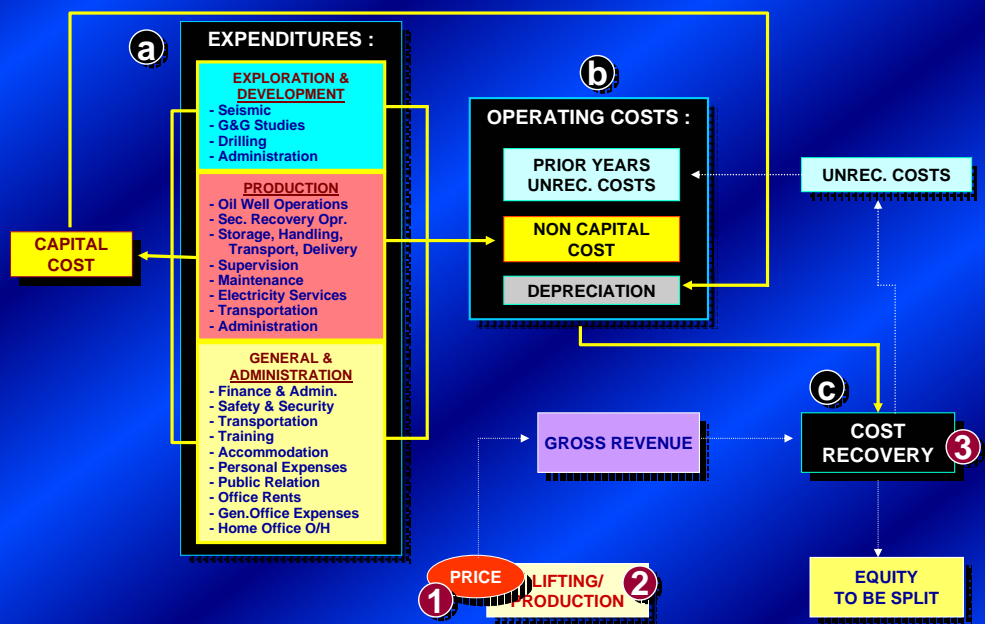 a
EXPENDITURES :
EXPLORATION &
DEVELOPMENT
- Seismic
- G&G Studies
- Drilling
- Administration
PRODUCTION
- Oil Well Operations
- Sec. Recovery Opr.
- Storage, Handling,
Transport, Delivery
- Supervision
- Maintenance
- Electricity Services
- Transportation
- Administration
GENERAL &
ADMINISTRATION
- Finance & Admin.
- Safety & Security
- Transportation
- Training
- Accommodation
- Personal Expenses
- Public Relation
- Office Rents
- Gen.Office Expenses
- Home Office O/H
CAPITAL
COST
b
OPERATING COSTS :
PRIOR YEARS
UNREC. COSTS
NON CAPITAL
COST
DEPRECIATION
UNREC. COSTS
c
COST
RECOVERY
3
GROSS REVENUE
PRICE
1
LIFTING/
PRODUCTION
2
EQUITY
TO BE SPLIT